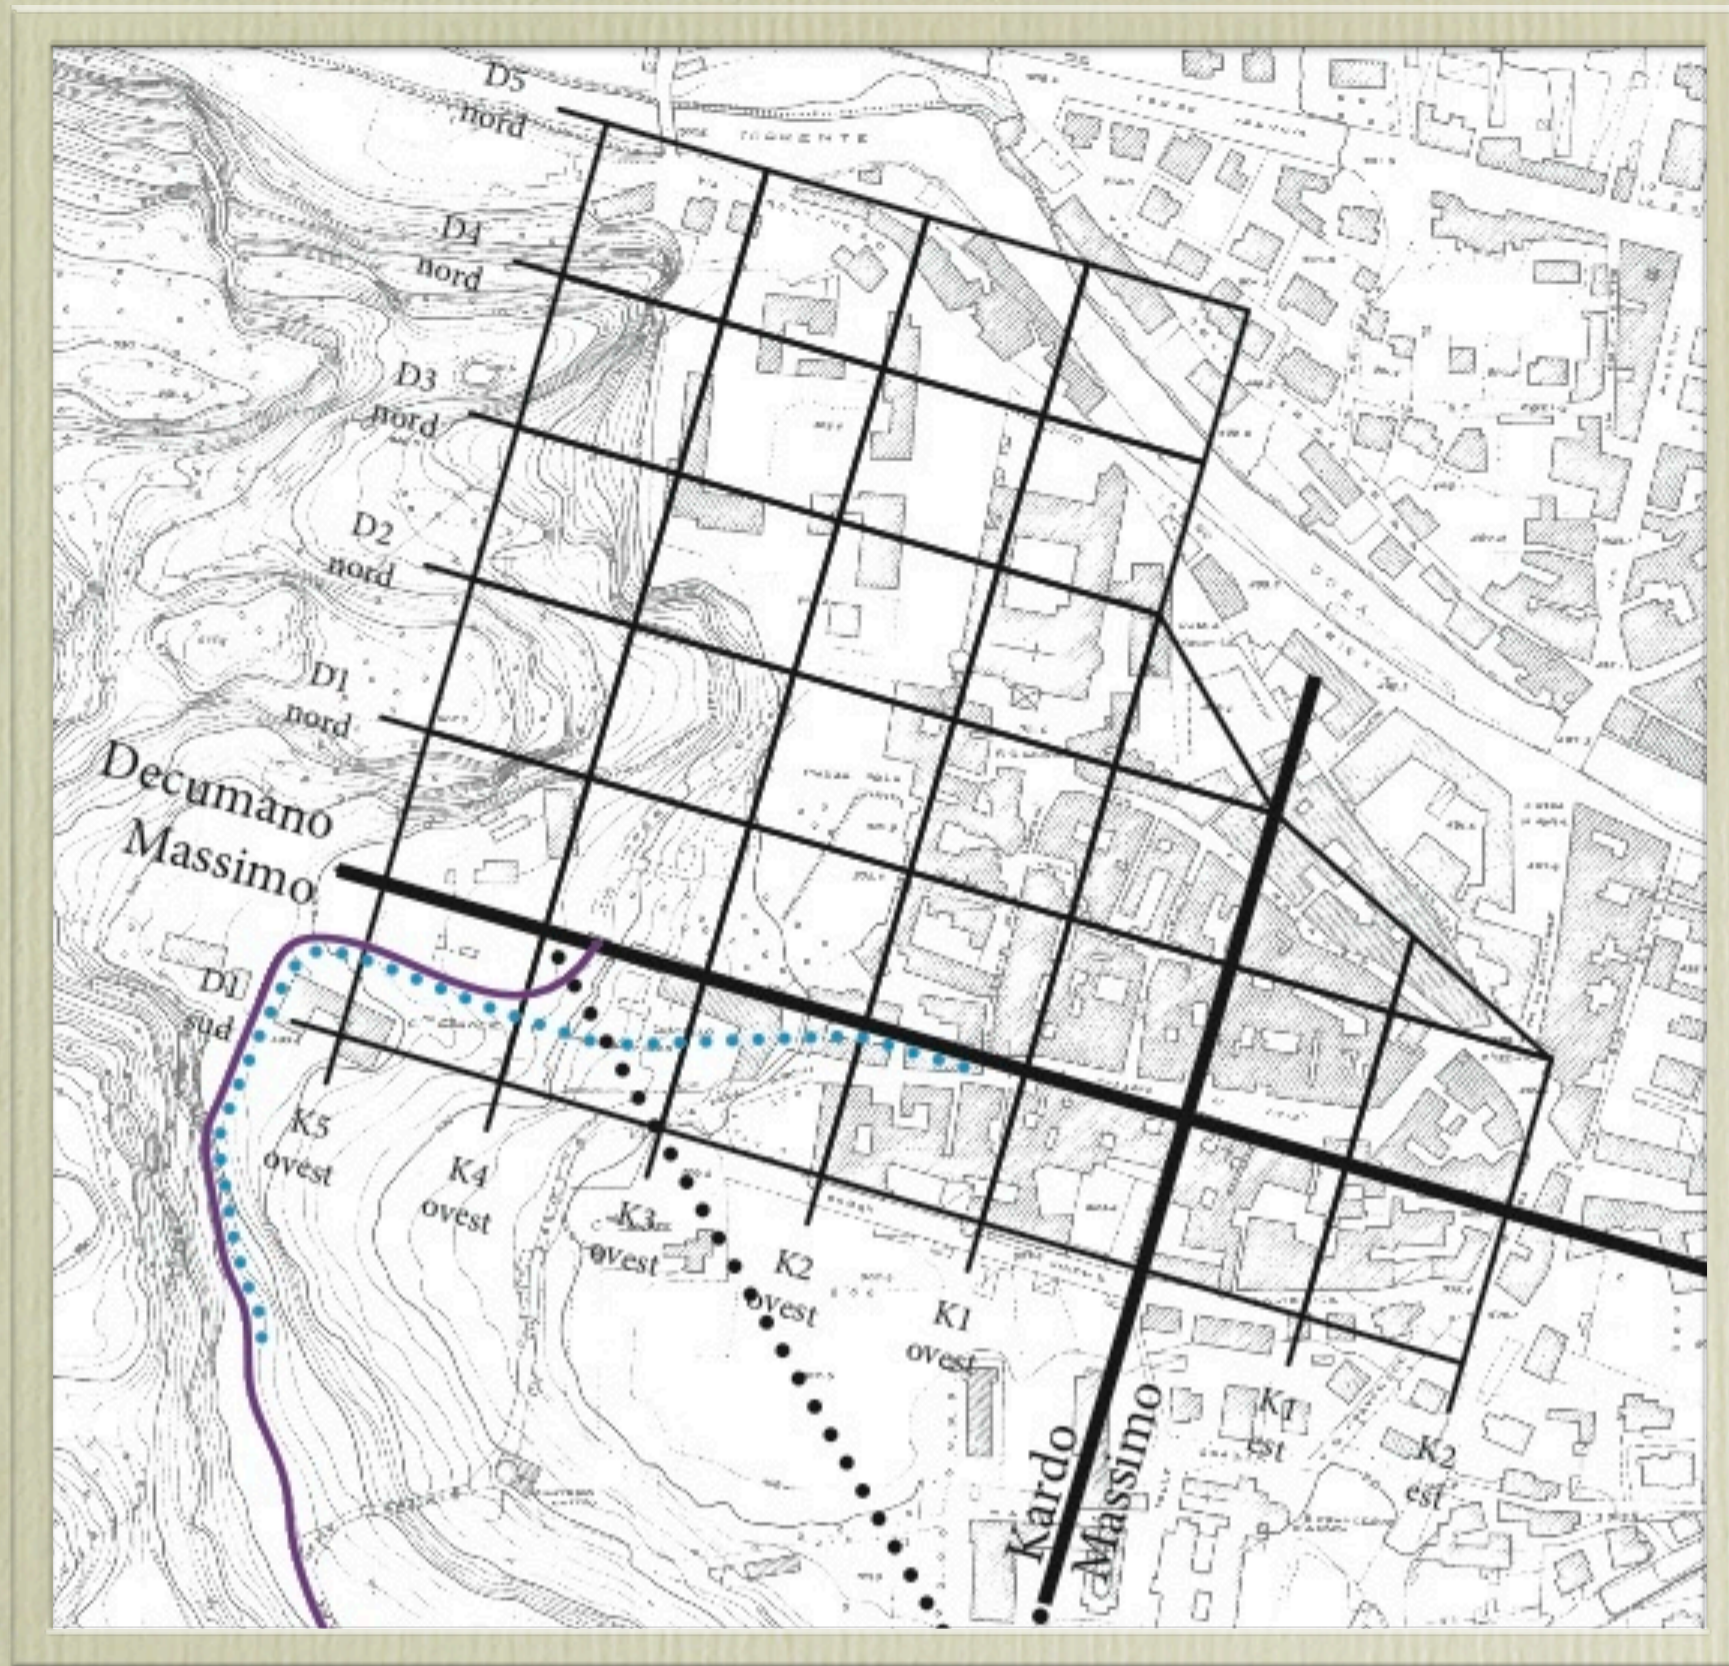 D5
nord
D4
nord
D3
nord
D2
nord
D1
nord
Decumano
Massimo
D1
sud
K5
ovest
K4
ovest
K3
ovest
K2
ovest
K1
ovest
Kardo
Massimo
K1
est
K2
est